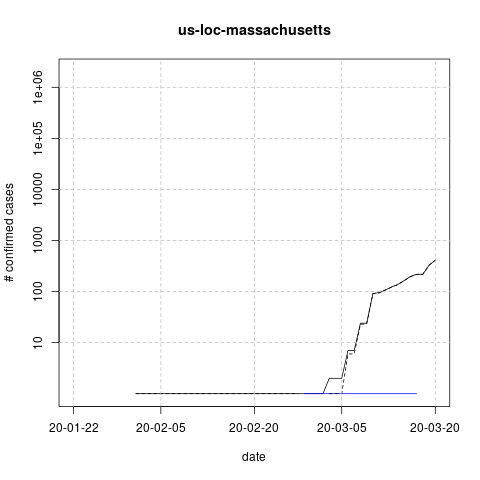 us-loc-massachusetts
# confirmed cases
1e+06
1e+05
10000
1000
100
10
20-01-22 20-02-05 20-02-20 20-03-05 20-03-20
date